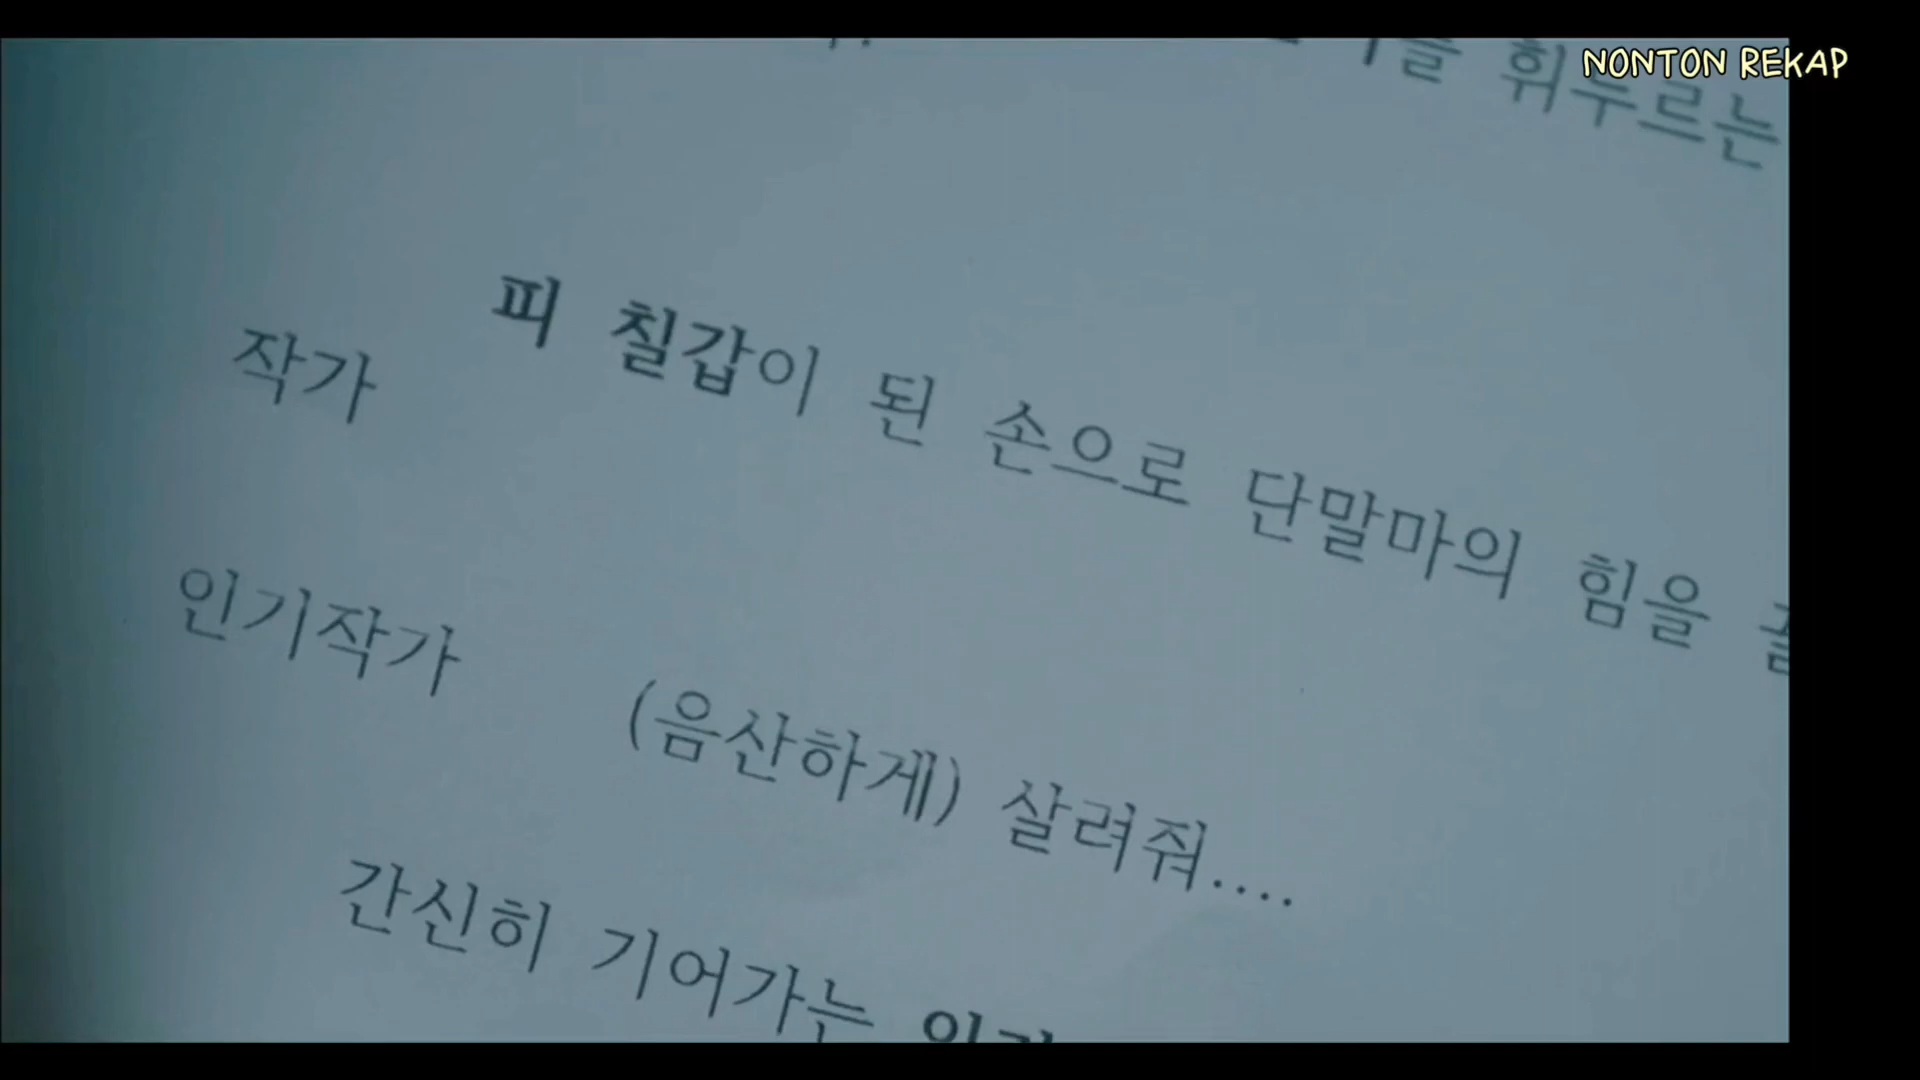 NONTON REKAP
휘두르는
피 칠갑이 된 손으로 단말마의 힘을
작가
인기작가
(음산하게) 살려줘....
간신히 기어가는